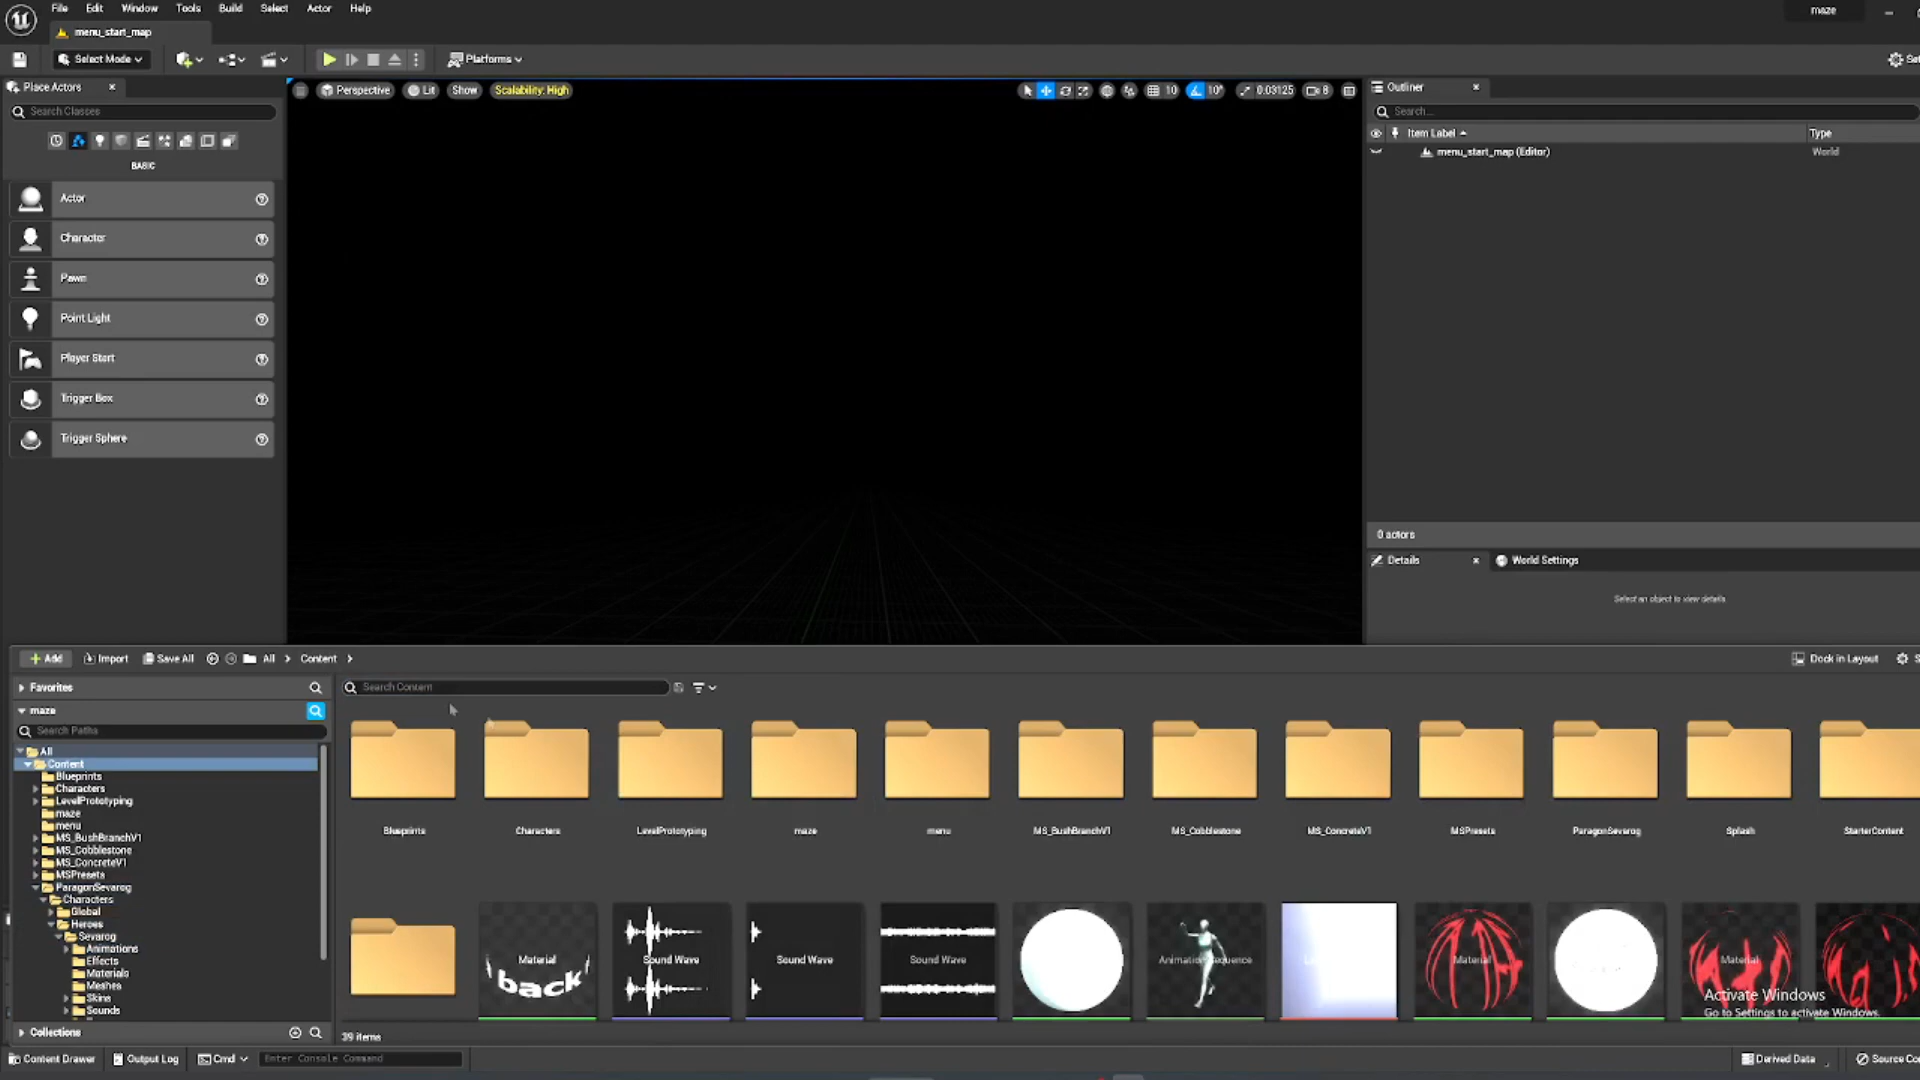 File Edit Window Tools Build Select Actor Help
maze
menu_start_map
Select Mode
Platforms
Place Actors
Search Classes
BASIC
Actor
Character
Pawn
Point Light
Player Start
Trigger Box
Trigger Sphere
Perspective Lit Show Scalability: High
10 10° 0.03125 8
Outliner
Search...
Item Label Type
menu_start_map (Editor) World
0 actors
Details World Settings
Select an object to view details
Add Import Save All All Content
Dock in Layout
Favorites
maze
Search Paths
All
Content
Blueprints
Characters
LevelPrototyping
maze
menu
MS_BushBranchV1
MS_Cobblestone
MS_ConcreteV1
MSPresets
ParagonSevarog
Characters
Global
Heroes
Sevarog
Animations
Effects
Materials
Meshes
Skins
Sounds
Collections
Search Content
Blueprints Characters LevelPrototyping maze menu MS_BushBranchV1 MS_Cobblestone MS_ConcreteV1 MSPresets ParagonSevarog Splash StarterContent
Material Sound Wave Sound Wave Sound Wave Animation Sequence Material Material
back
Activate Windows
Go to Settings to activate Windows.
39 items
Content Drawer Output Log Cmd Enter Console Command
Derived Data